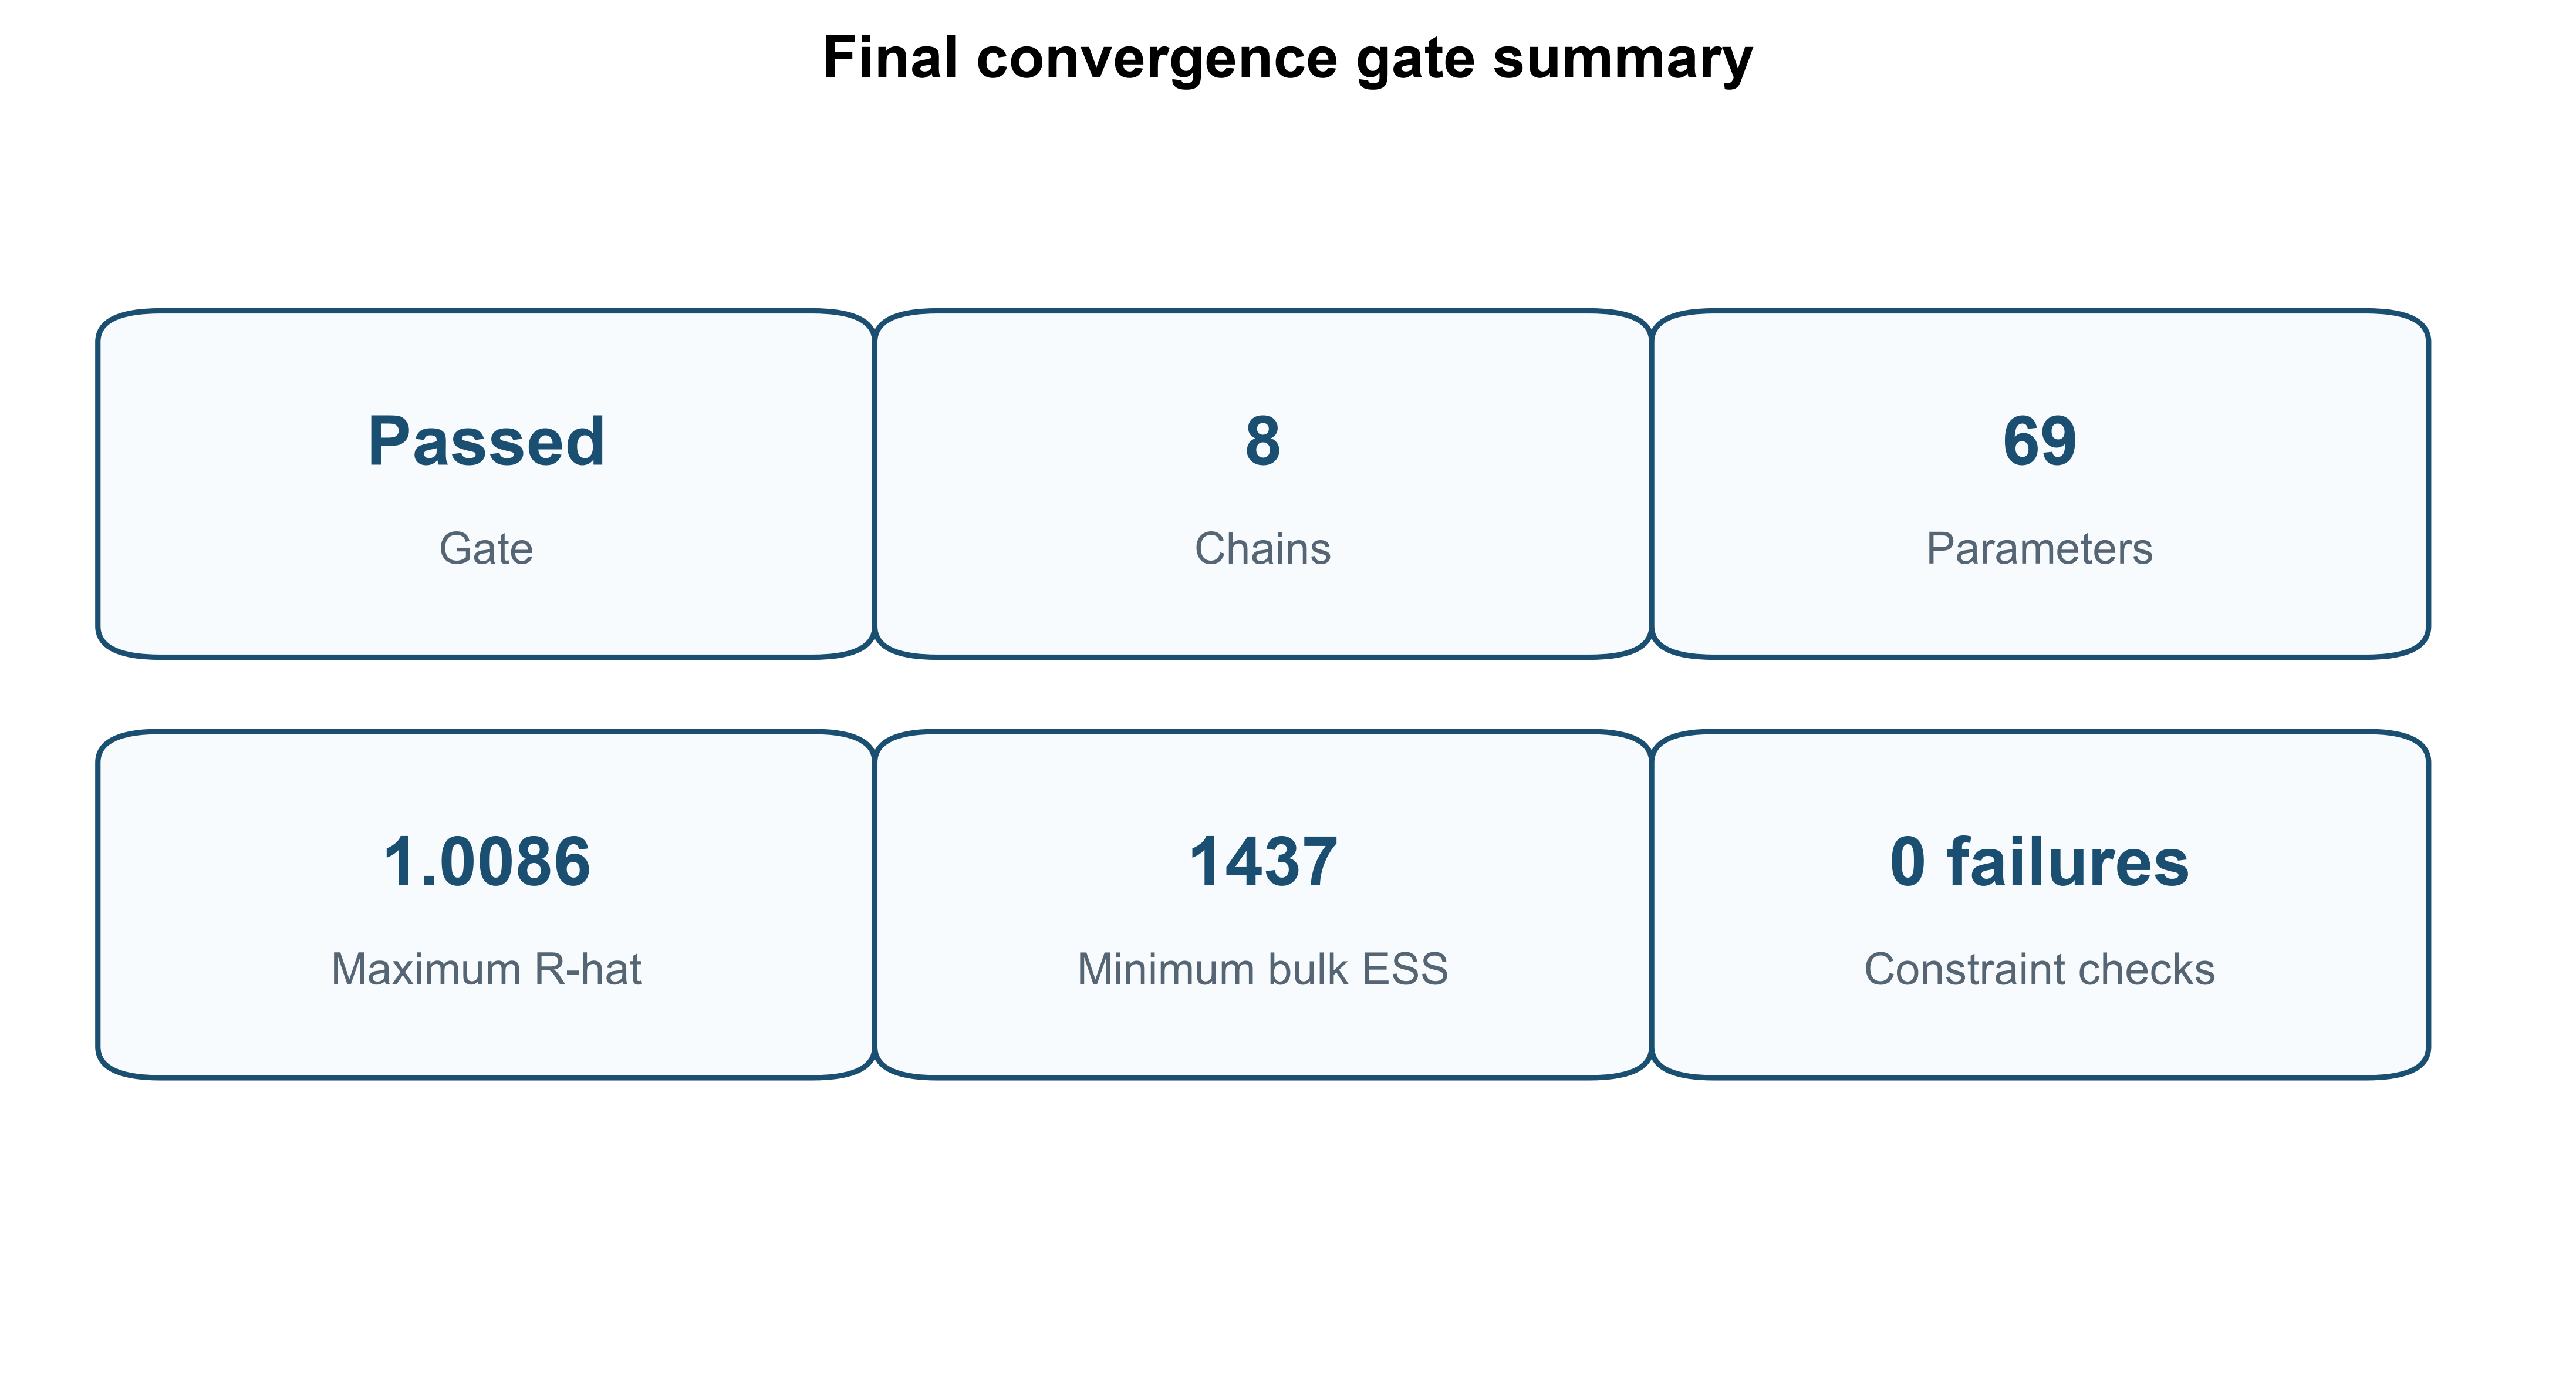 Final convergence gate summary
Passed
Gate
8
Chains
69
Parameters
1.0086
Maximum R-hat
1437
Minimum bulk ESS
0 failures
Constraint checks